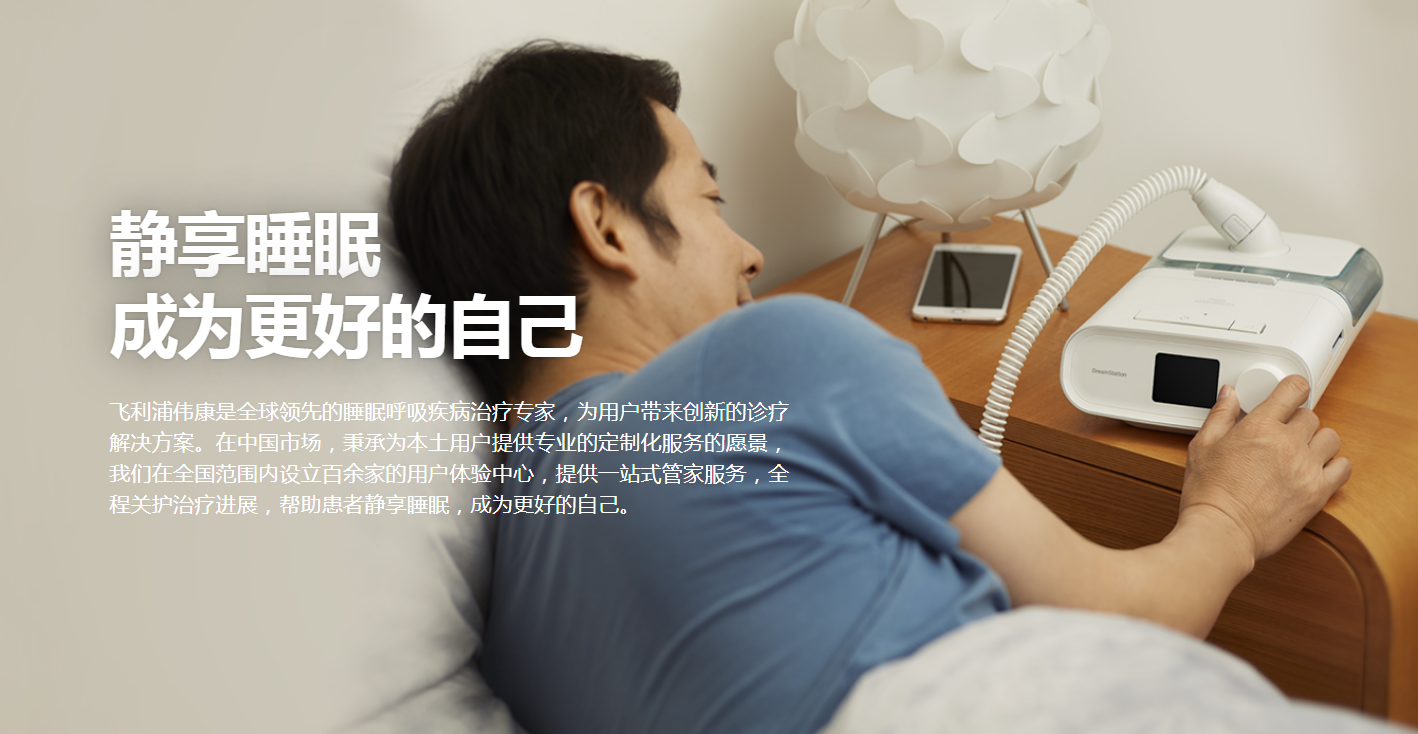 静享睡眠
成为更好的自己
飞利浦伟康是全球领先的睡眠呼吸疾病治疗专家，为用户带来创新的诊疗
解决方案。在中国市场，秉承为本土用户提供专业的定制化服务的愿景，
我们在全国范围内设立百余家的用户体验中心，提供一站式管家服务，全
程关护治疗进展，帮助患者静享睡眠，成为更好的自己。
DreamStation